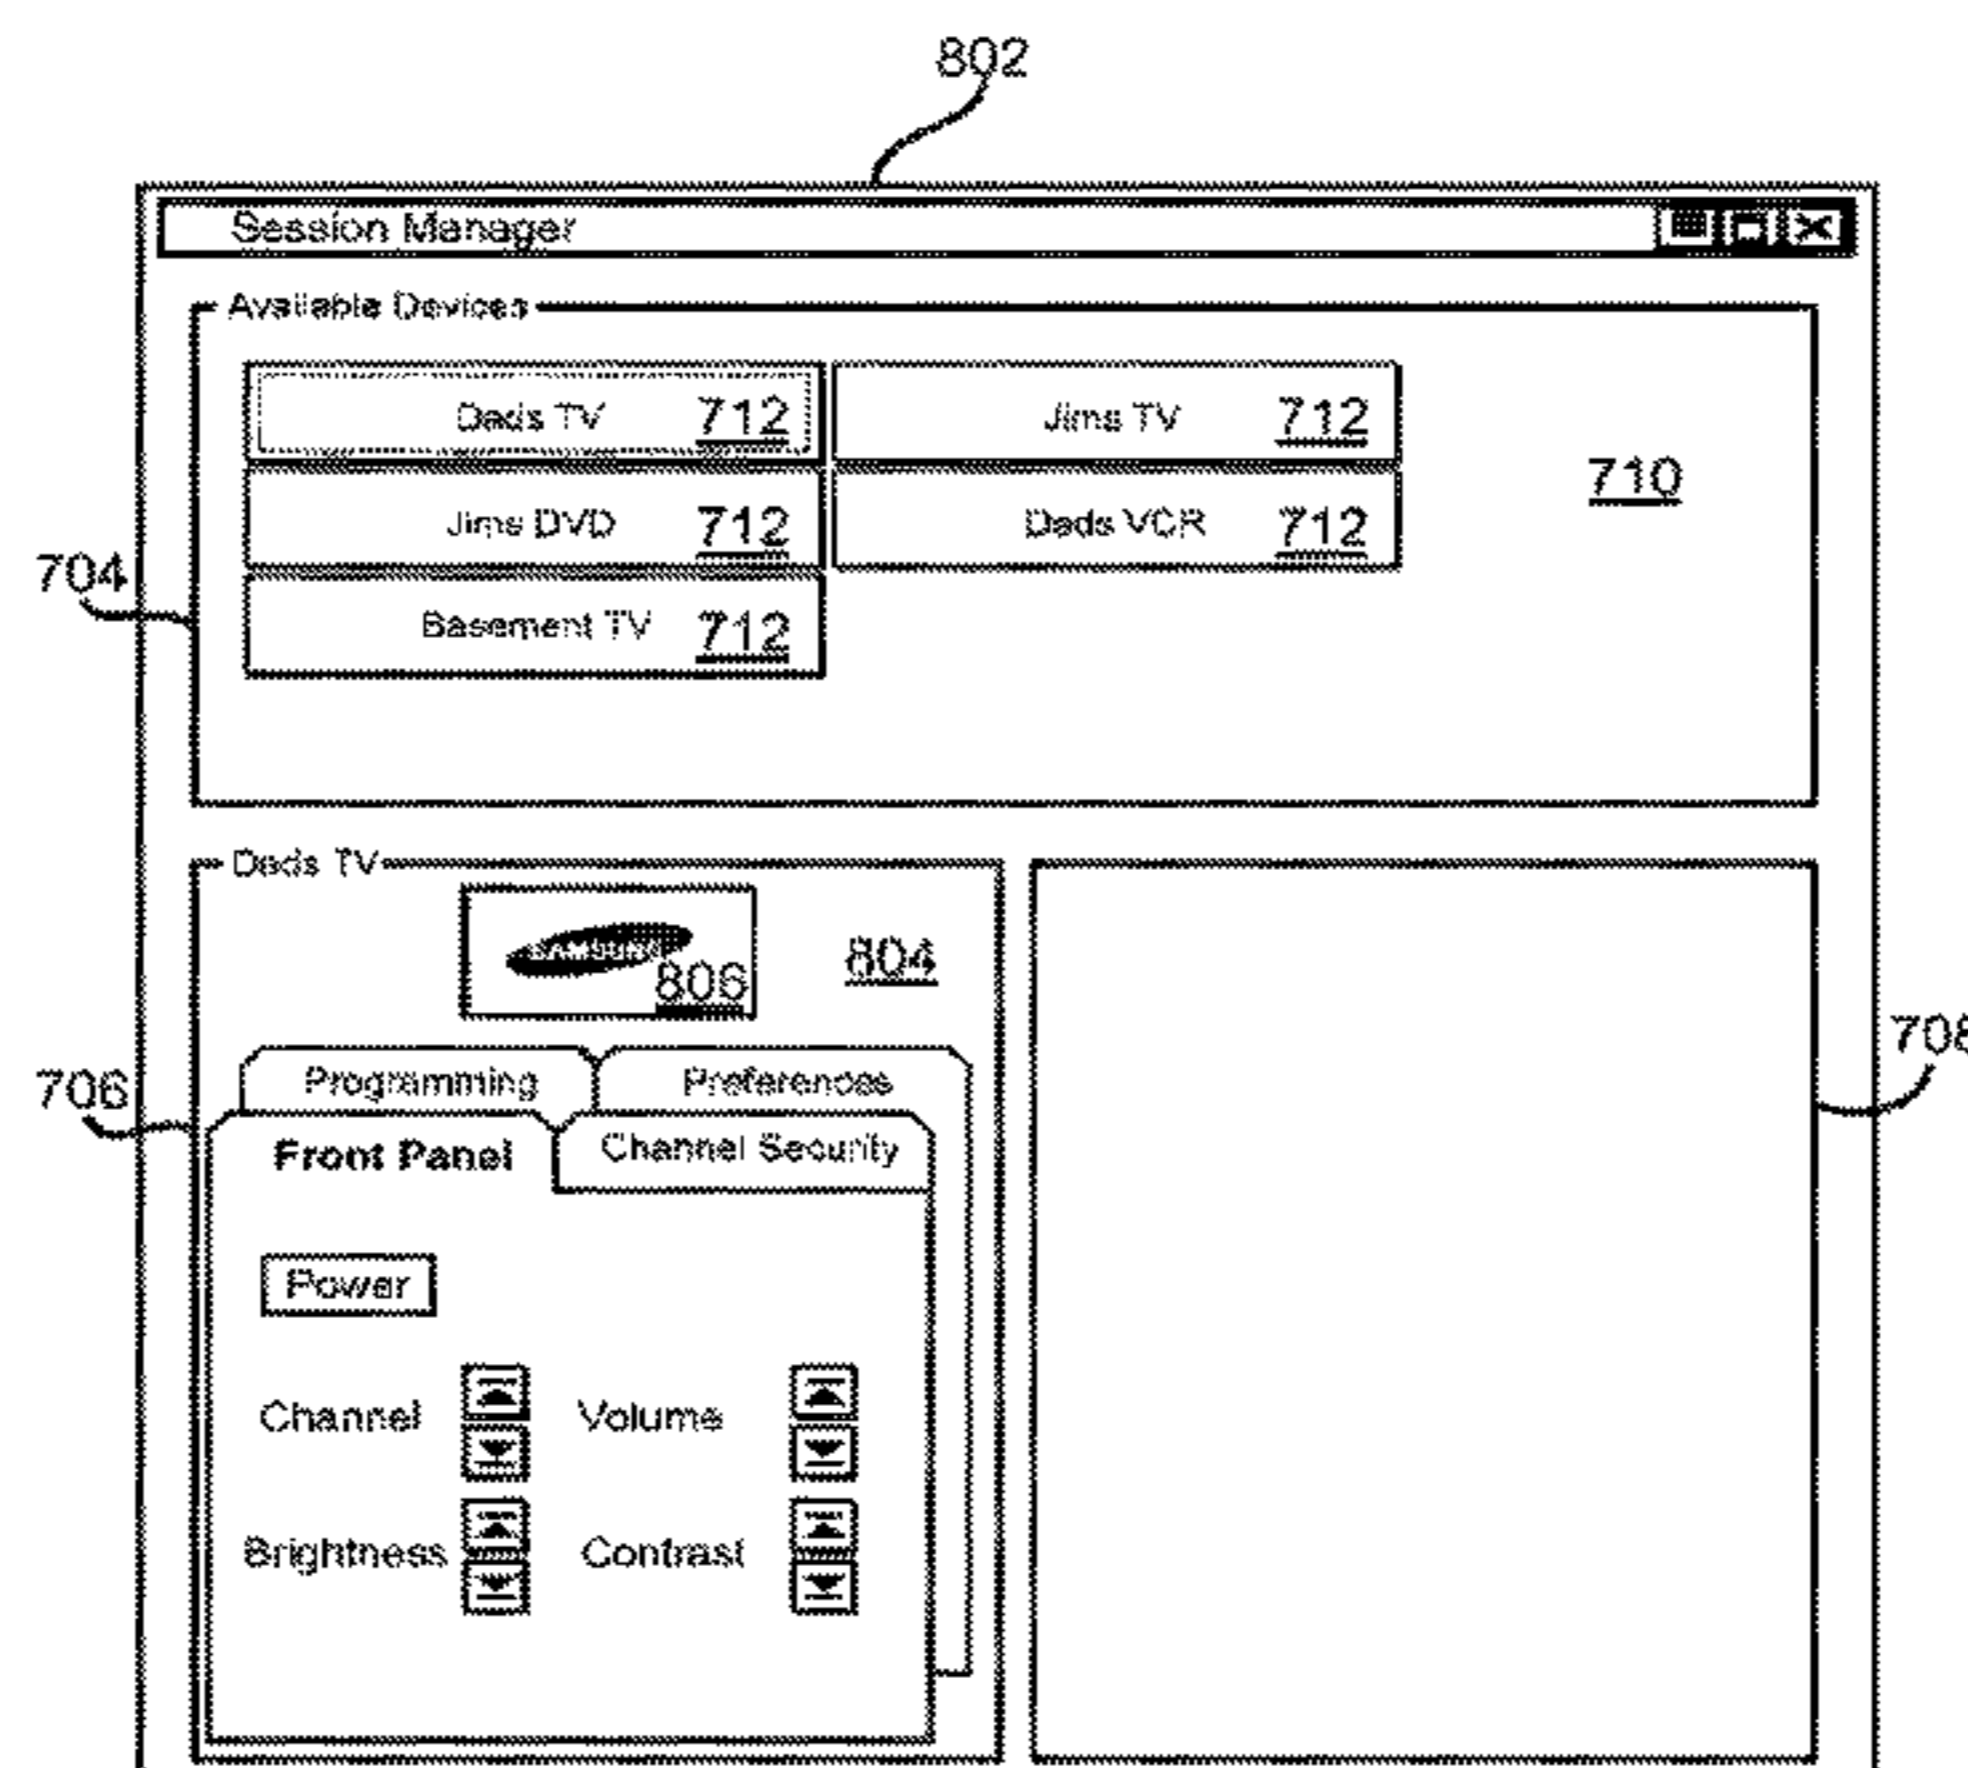 802
Session Manager
Available Devices
Dads TV 712 Jims TV 712
710
Jims DVD 712 Dads VCR 712
704
Basement TV 712
Dads TV
SAMSUNG
804
806
708
Programming Preferences
706
Front Panel Channel Security
Power
Channel Volume
Brightness Contrast